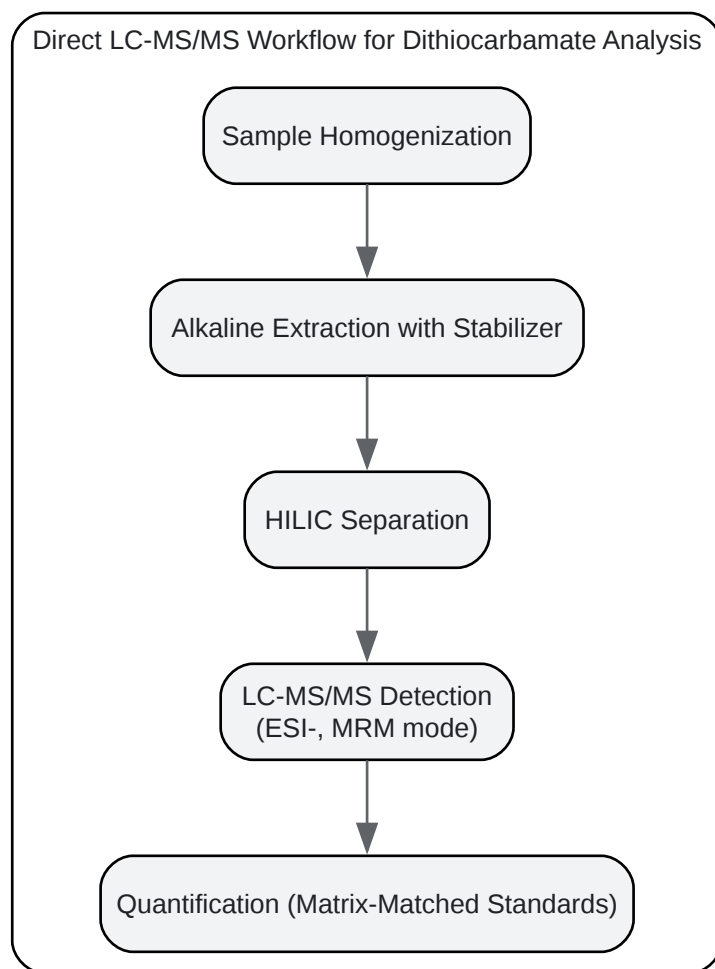 Direct LC-MS/MS Workflow for Dithiocarbamate Analysis
Sample Homogenization
Alkaline Extraction with Stabilizer
HILIC Separation
LC-MS/MS Detection
(ESI-, MRM mode)
Quantification (Matrix-Matched Standards)